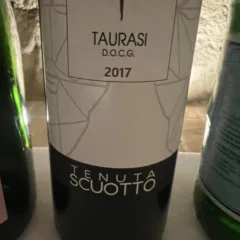 TAURASI
D.O.C.G.
2017
TENUTA
SCUOTTO